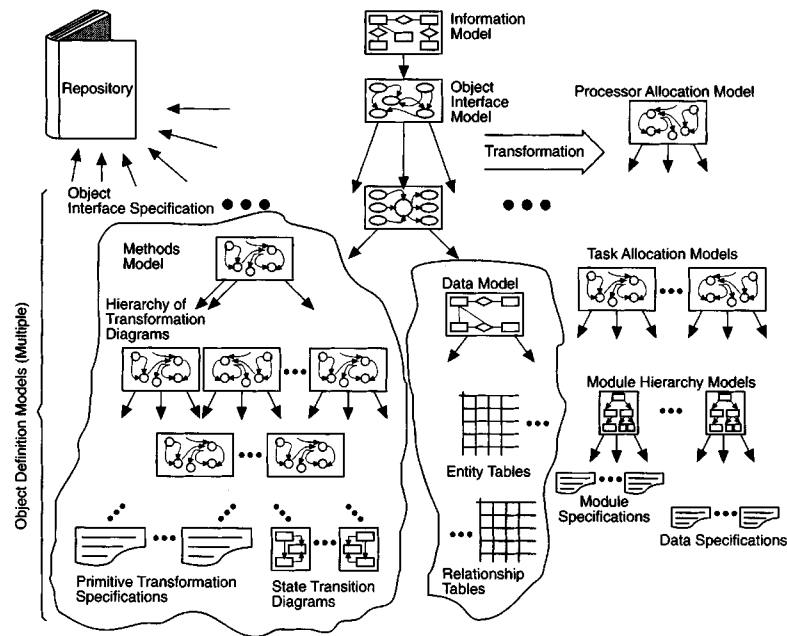 Information
Model
Repository
Object
Interface
Model
Processor Allocation Model
Transformation
Object
Interface Specification
Object Definition Models (Multiple)
Methods
Model
Hierarchy of
Transformation
Diagrams
Primitive Transformation
Specifications
State Transition
Diagrams
Data Model
Entity Tables
Relationship
Tables
Task Allocation Models
Module Hierarchy Models
Module
Specifications
Data Specifications